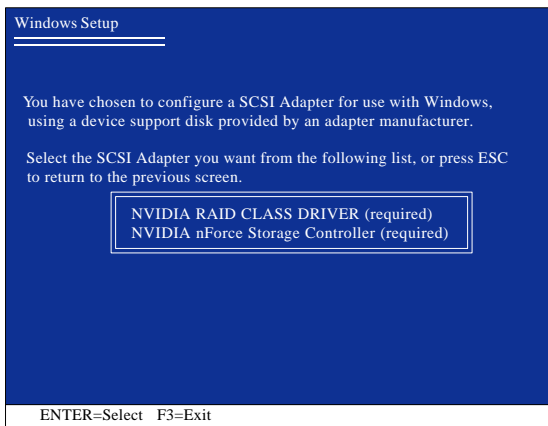 Windows Setup
You have chosen to configure a SCSI Adapter for use with Windows,
using a device support disk provided by an adapter manufacturer.
Select the SCSI Adapter you want from the following list, or press ESC
to return to the previous screen.
NVIDIA RAID CLASS DRIVER (required)
NVIDIA nForce Storage Controller (required)
ENTER=Select F3=Exit